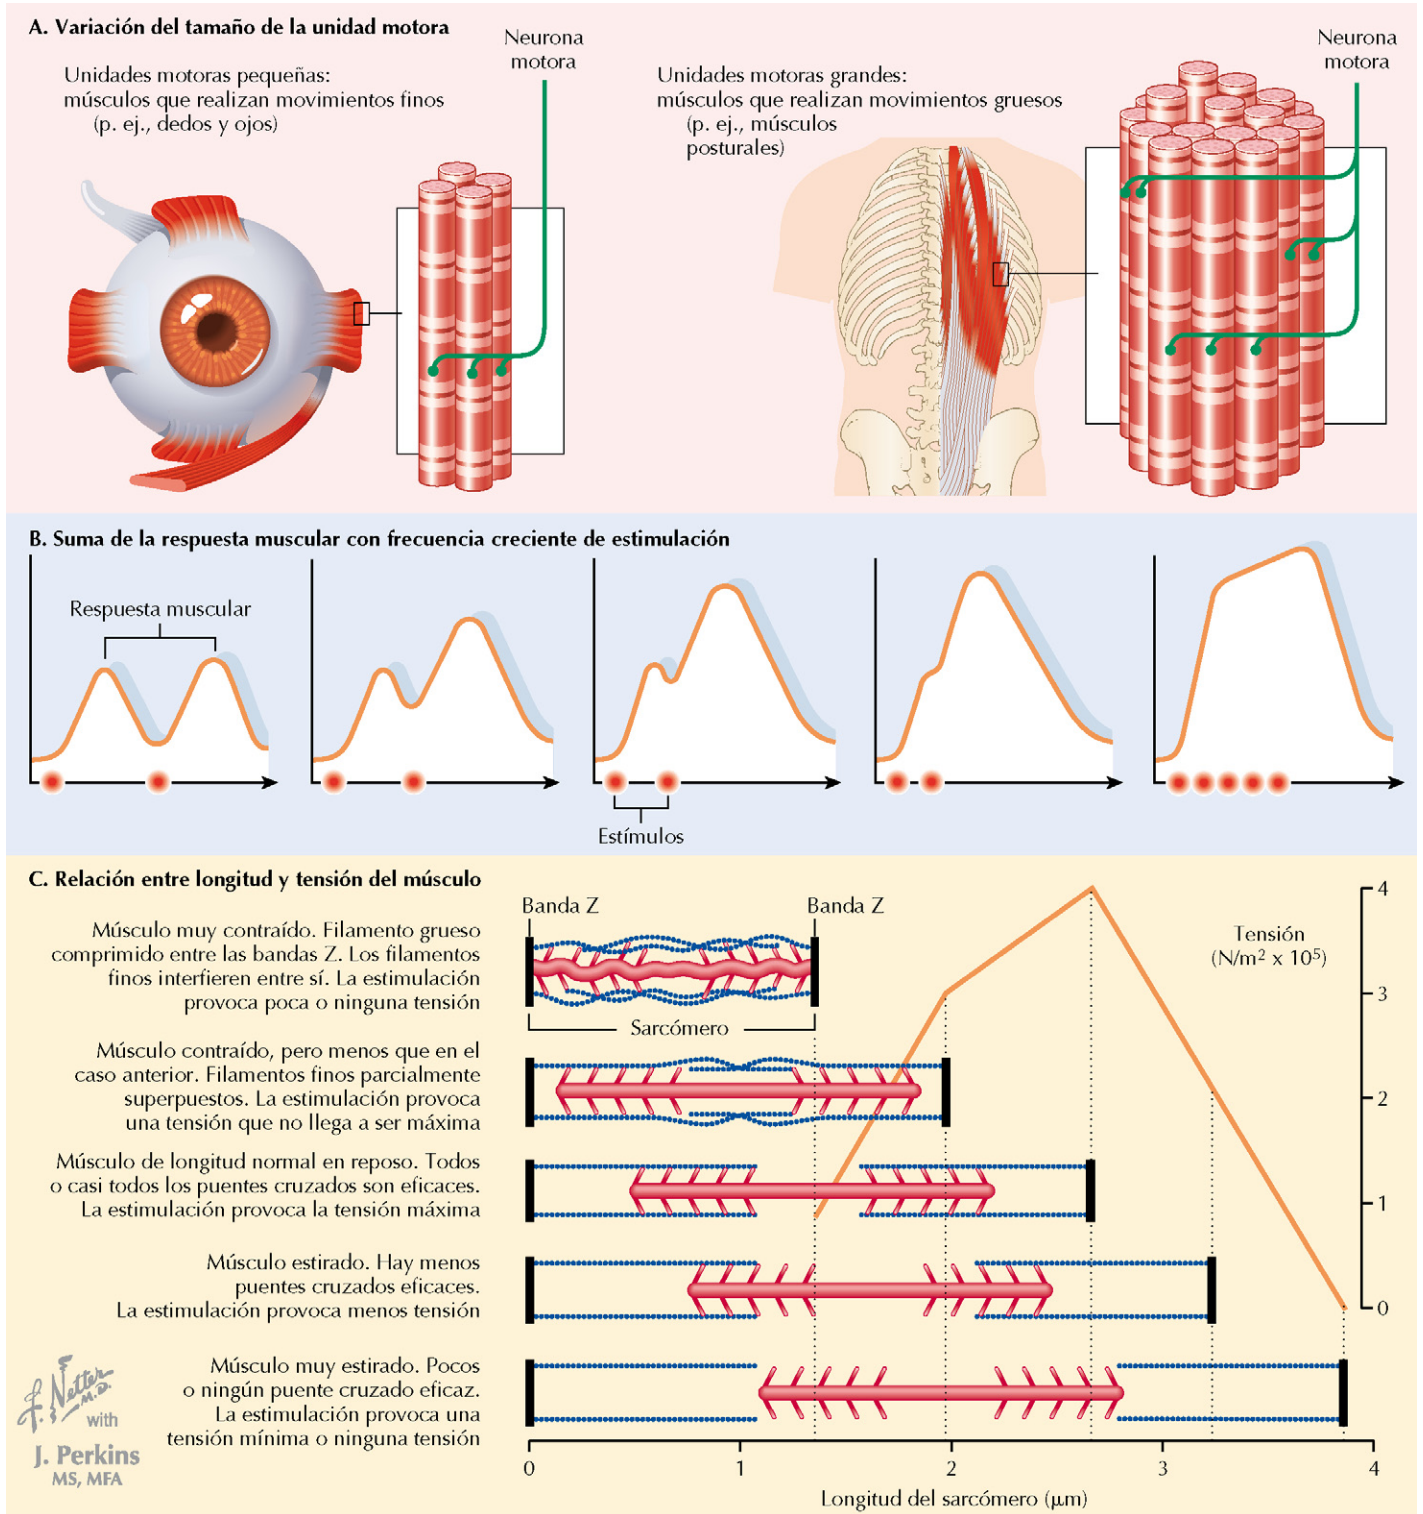 A. Variación del tamaño de la unidad motora
Unidades motoras pequeñas:
músculos que realizan movimientos finos
(p. ej., dedos y ojos)
Neurona
motora
Unidades motoras grandes:
músculos que realizan movimientos gruesos
(p. ej., músculos
posturales)
Neurona
motora
B. Suma de la respuesta muscular con frecuencia creciente de estimulación
Respuesta muscular
Estímulos
C. Relación entre longitud y tensión del músculo
Músculo muy contraído. Filamento grueso
comprimido entre las bandas Z. Los filamentos
finos interfieren entre sí. La estimulación
provoca poca o ninguna tensión
Banda Z
Banda Z
Sarcómero
Músculo contraído, pero menos que en el
caso anterior. Filamentos finos parcialmente
superpuestos. La estimulación provoca
una tensión que no llega a ser máxima
Músculo de longitud normal en reposo. Todos
o casi todos los puentes cruzados son eficaces.
La estimulación provoca la tensión máxima
Músculo estirado. Hay menos
puentes cruzados eficaces.
La estimulación provoca menos tensión
Músculo muy estirado. Pocos
o ningún puente cruzado eficaz.
La estimulación provoca una
tensión mínima o ninguna tensión
Tensión
(N/m² x 10⁵)
4
3
2
1
0
0
1
2
3
4
Longitud del sarcómero (μm)
F. Netter
M.D.
with
J. Perkins
MS, MFA